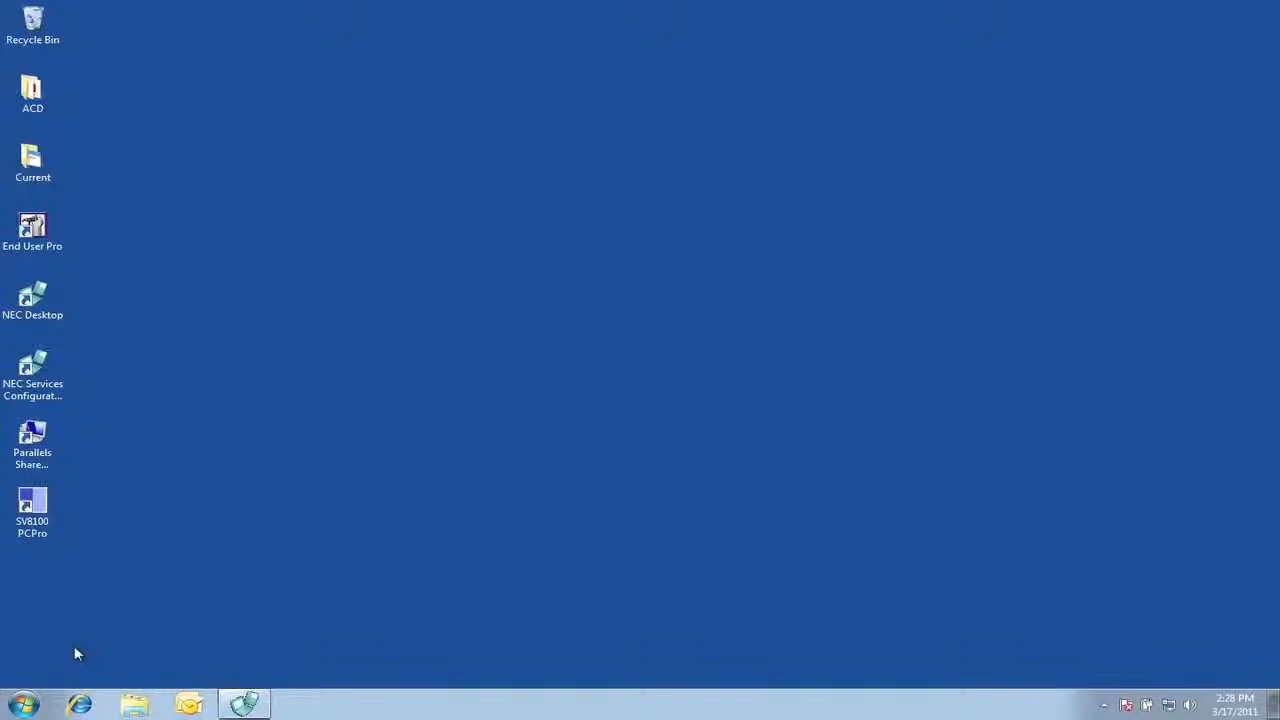 Recycle Bin
ACD
Current
End User Pro
NEC Desktop
NEC Services
Configurat...
Parallels
Share...
SV8100
PCPro
2:28 PM
3/17/2011